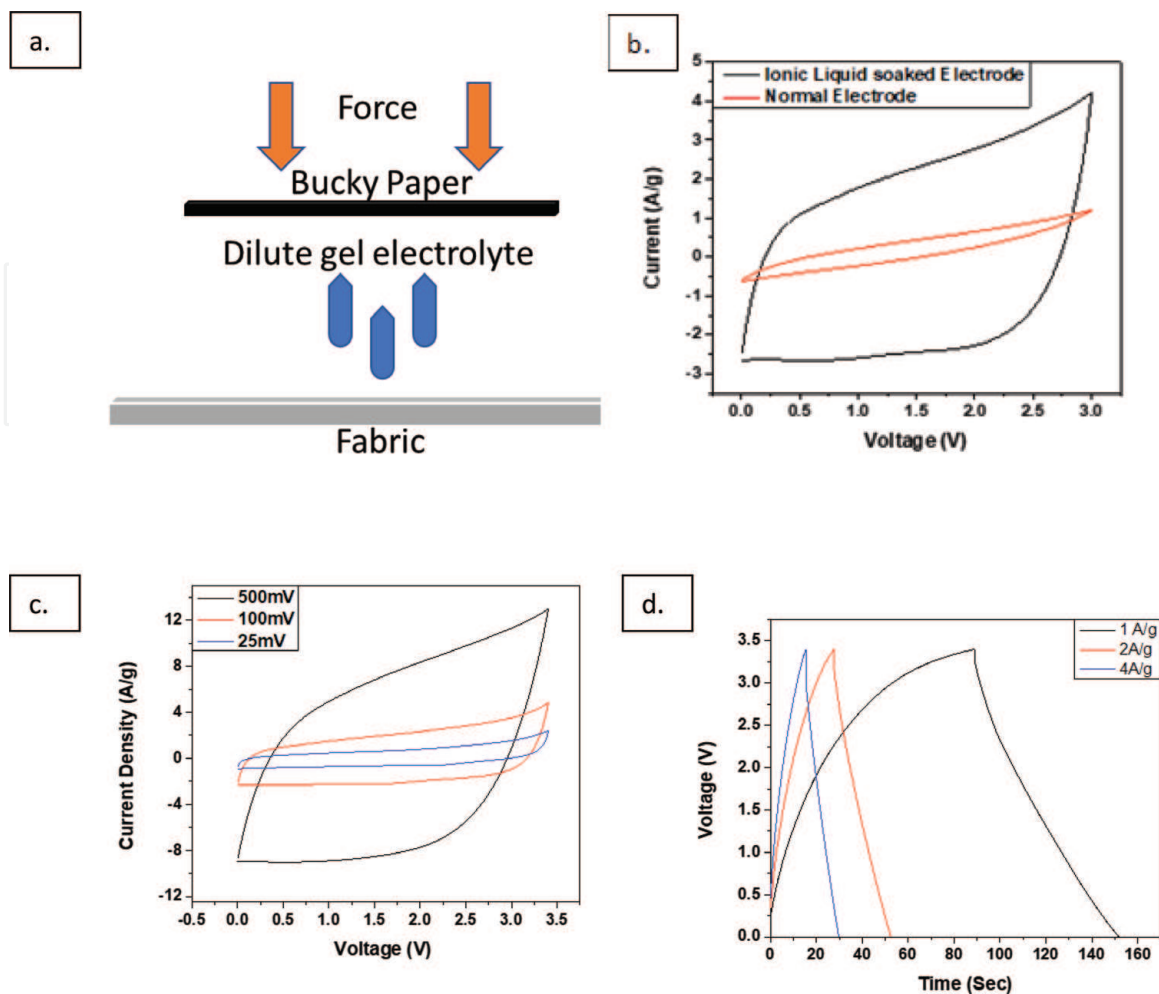 a.
Force
Bucky Paper
Dilute gel electrolyte
Fabric
b.
Ionic Liquid soaked Electrode
Normal Electrode
5
4
3
2
1
0
-1
-2
-3
Current (A/g)
0.0 0.5 1.0 1.5 2.0 2.5 3.0
Voltage (V)
c.
500mV
100mV
25mV
12
8
4
0
-4
-8
-12
Current Density (A/g)
-0.5 0.0 0.5 1.0 1.5 2.0 2.5 3.0 3.5
Voltage (V)
d.
1 A/g
2A/g
4A/g
3.5
3.0
2.5
2.0
1.5
1.0
0.5
0.0
Voltage (V)
0 20 40 60 80 100 120 140 160
Time (Sec)